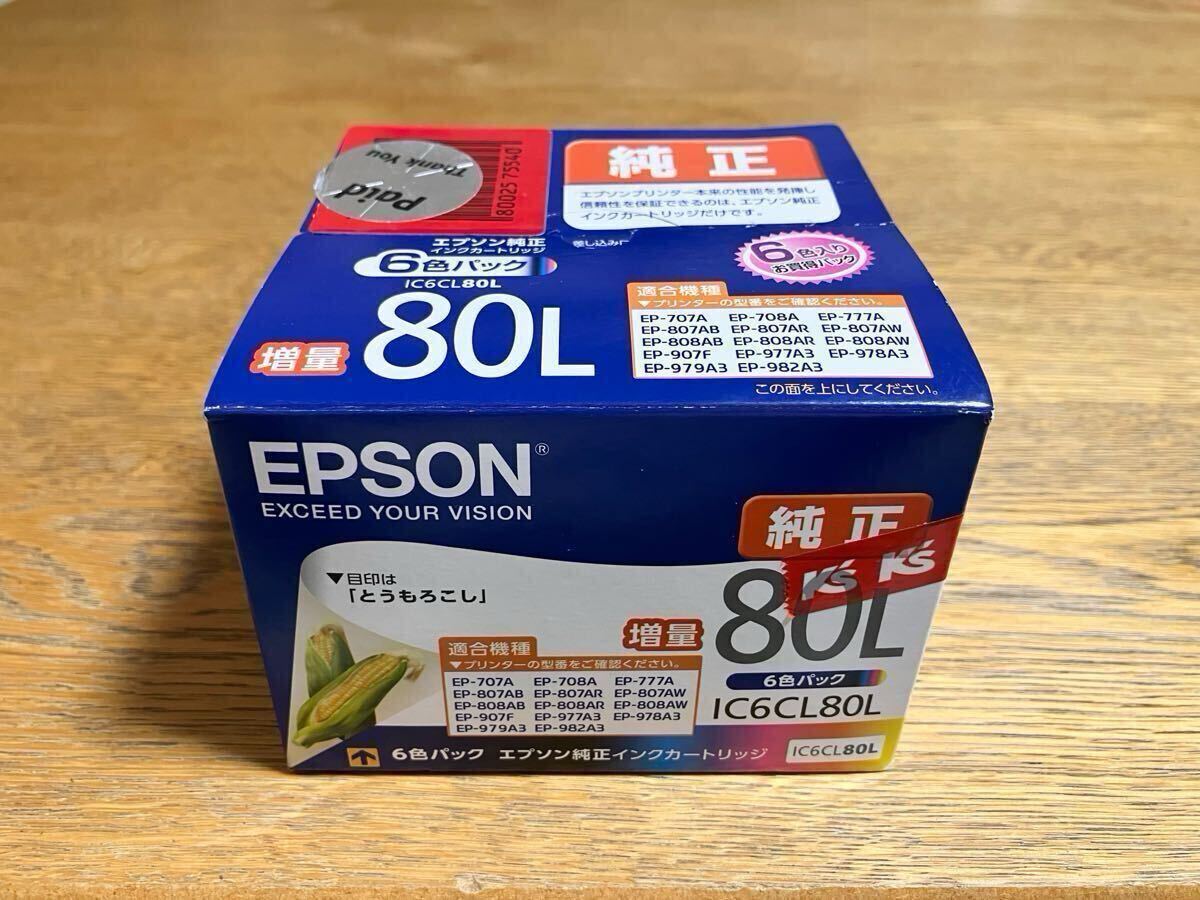 Paid
Thank You
180025 75540
純正
エプソンプリンター本来の性能を発揮し
信頼性を保証できるのは、エプソン純正
インクカートリッジだけです。
差し込み
エプソン純正
インクカートリッジ
6色パック
IC6CL80L
増量
80L
6色入り
お買得パック
適合機種
▼プリンターの型番をご確認ください。
EP-707A EP-708A EP-777A
EP-807AB EP-807AR EP-807AW
EP-808AB EP-808AR EP-808AW
EP-907F EP-977A3 EP-978A3
EP-979A3 EP-982A3
この面を上にしてください。
EPSON®
EXCEED YOUR VISION
純正
K's K's
▼目印は
「とうもろこし」
増量
80L
6色パック
IC6CL80L
適合機種
▼プリンターの型番をご確認ください。
EP-707A EP-708A EP-777A
EP-807AB EP-807AR EP-807AW
EP-808AB EP-808AR EP-808AW
EP-907F EP-977A3 EP-978A3
EP-979A3 EP-982A3
6色パック エプソン純正インクカートリッジ
IC6CL80L